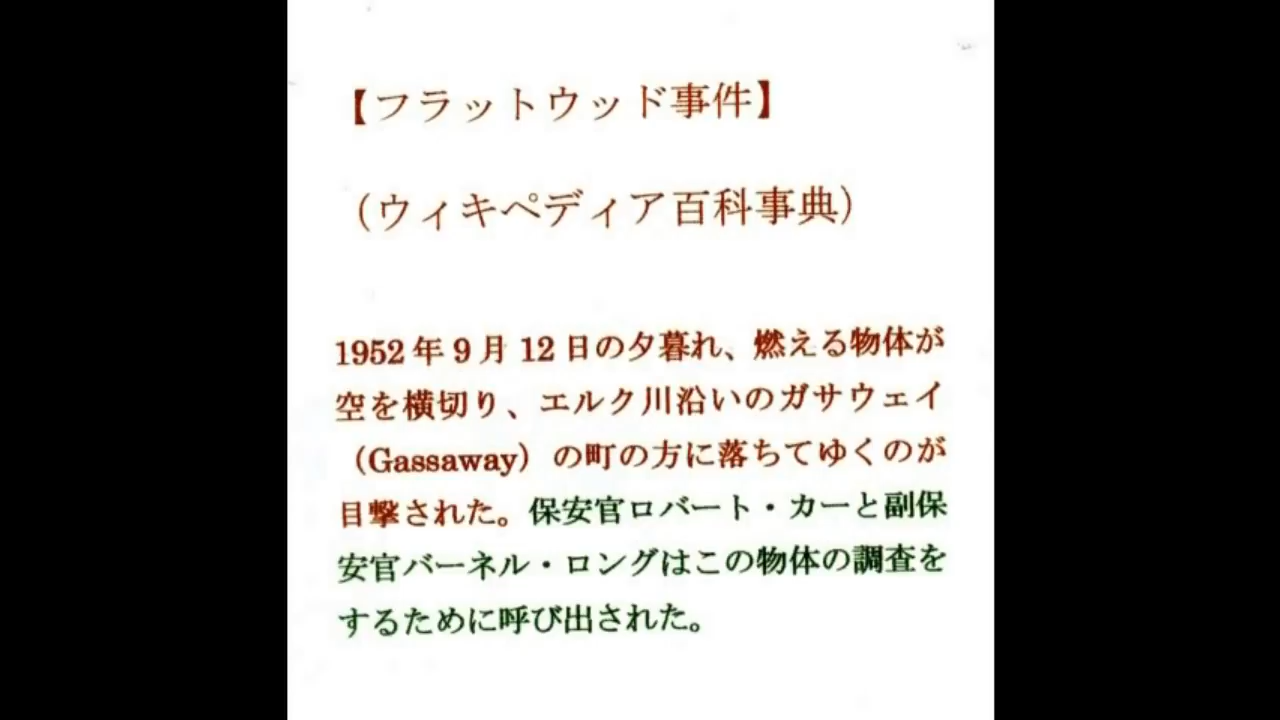 【フラットウッド事件】
（ウィキペディア百科事典）
1952年9月12日の夕暮れ、燃える物体が
空を横切り、エルク川沿いのガサウェイ
（Gassaway）の町の方に落ちてゆくのが
目撃された。保安官ロバート・カーと副保
安官バーネル・ロングはこの物体の調査を
するために呼び出された。